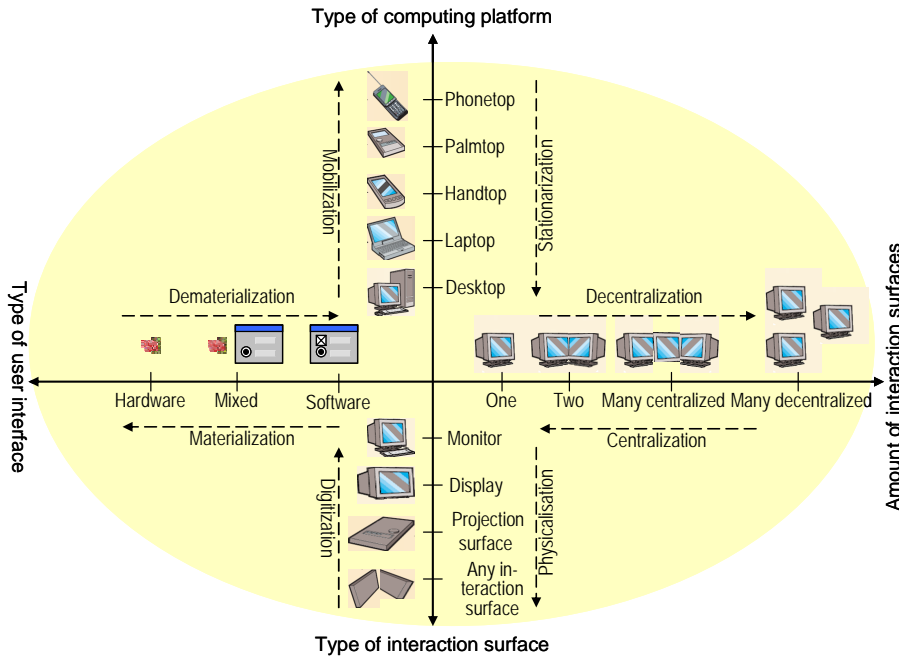 Type of computing platform
Phonetop
Palmtop
Mobilization
Handtop
Stationarization
Laptop
Desktop
Type of user interface
Dematerialization
Decentralization
Amount of interaction surfaces
Hardware
Mixed
Software
One
Two
Many centralized
Many decentralized
Materialization
Monitor
Centralization
Digitization
Display
Physicalisation
Projection
surface
Any in-
teraction
surface
Type of interaction surface